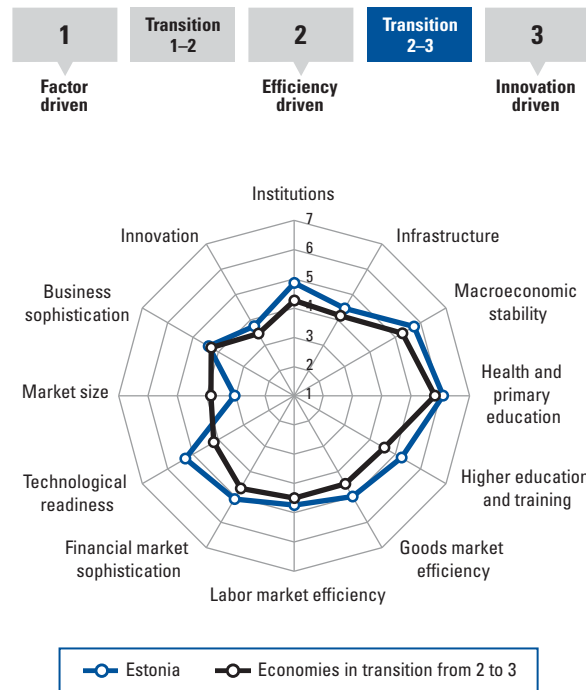 1
Transition
1–2
2
Transition
2–3
3
Factor
driven
Efficiency
driven
Innovation
driven
Institutions
7
Innovation
Infrastructure
6
Business
sophistication
5
Macroeconomic
stability
4
3
Market size
2
1
Health and
primary
education
Technological
readiness
Higher education
and training
Financial market
sophistication
Goods market
efficiency
Labor market efficiency
Estonia
Economies in transition from 2 to 3